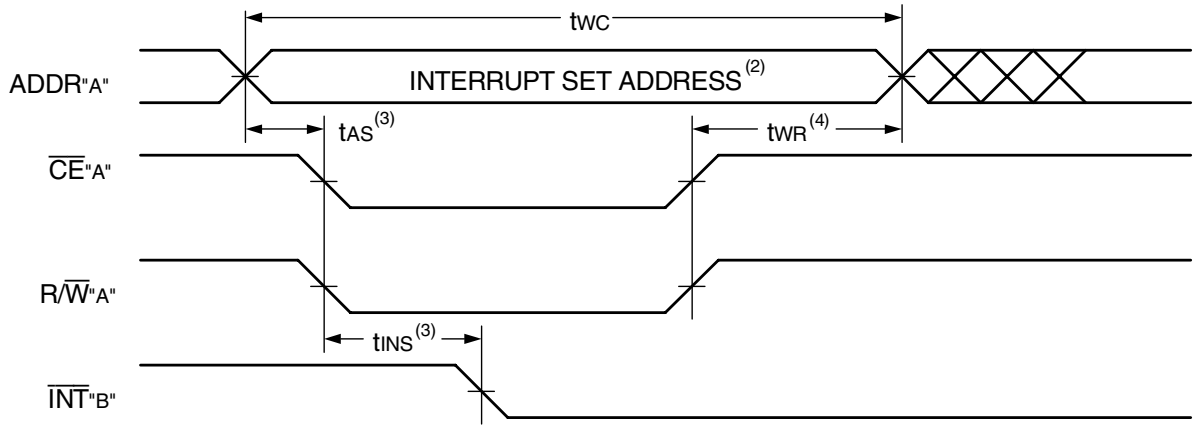 tWC
ADDR"A" INTERRUPT SET ADDRESS(2)
tAS(3) tWR(4)
CE"A"
R/W"A"
tINS(3)
INT"B"